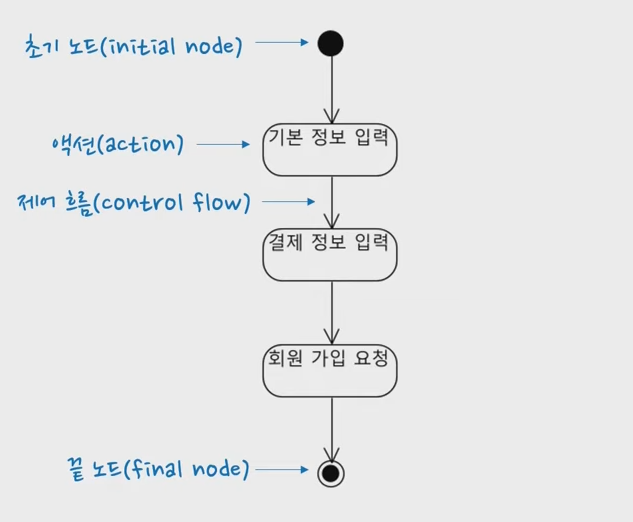 초기 노드(initial node)
액션(action)
기본 정보 입력
제어 흐름(control flow)
결제 정보 입력
회원 가입 요청
끝 노드(final node)